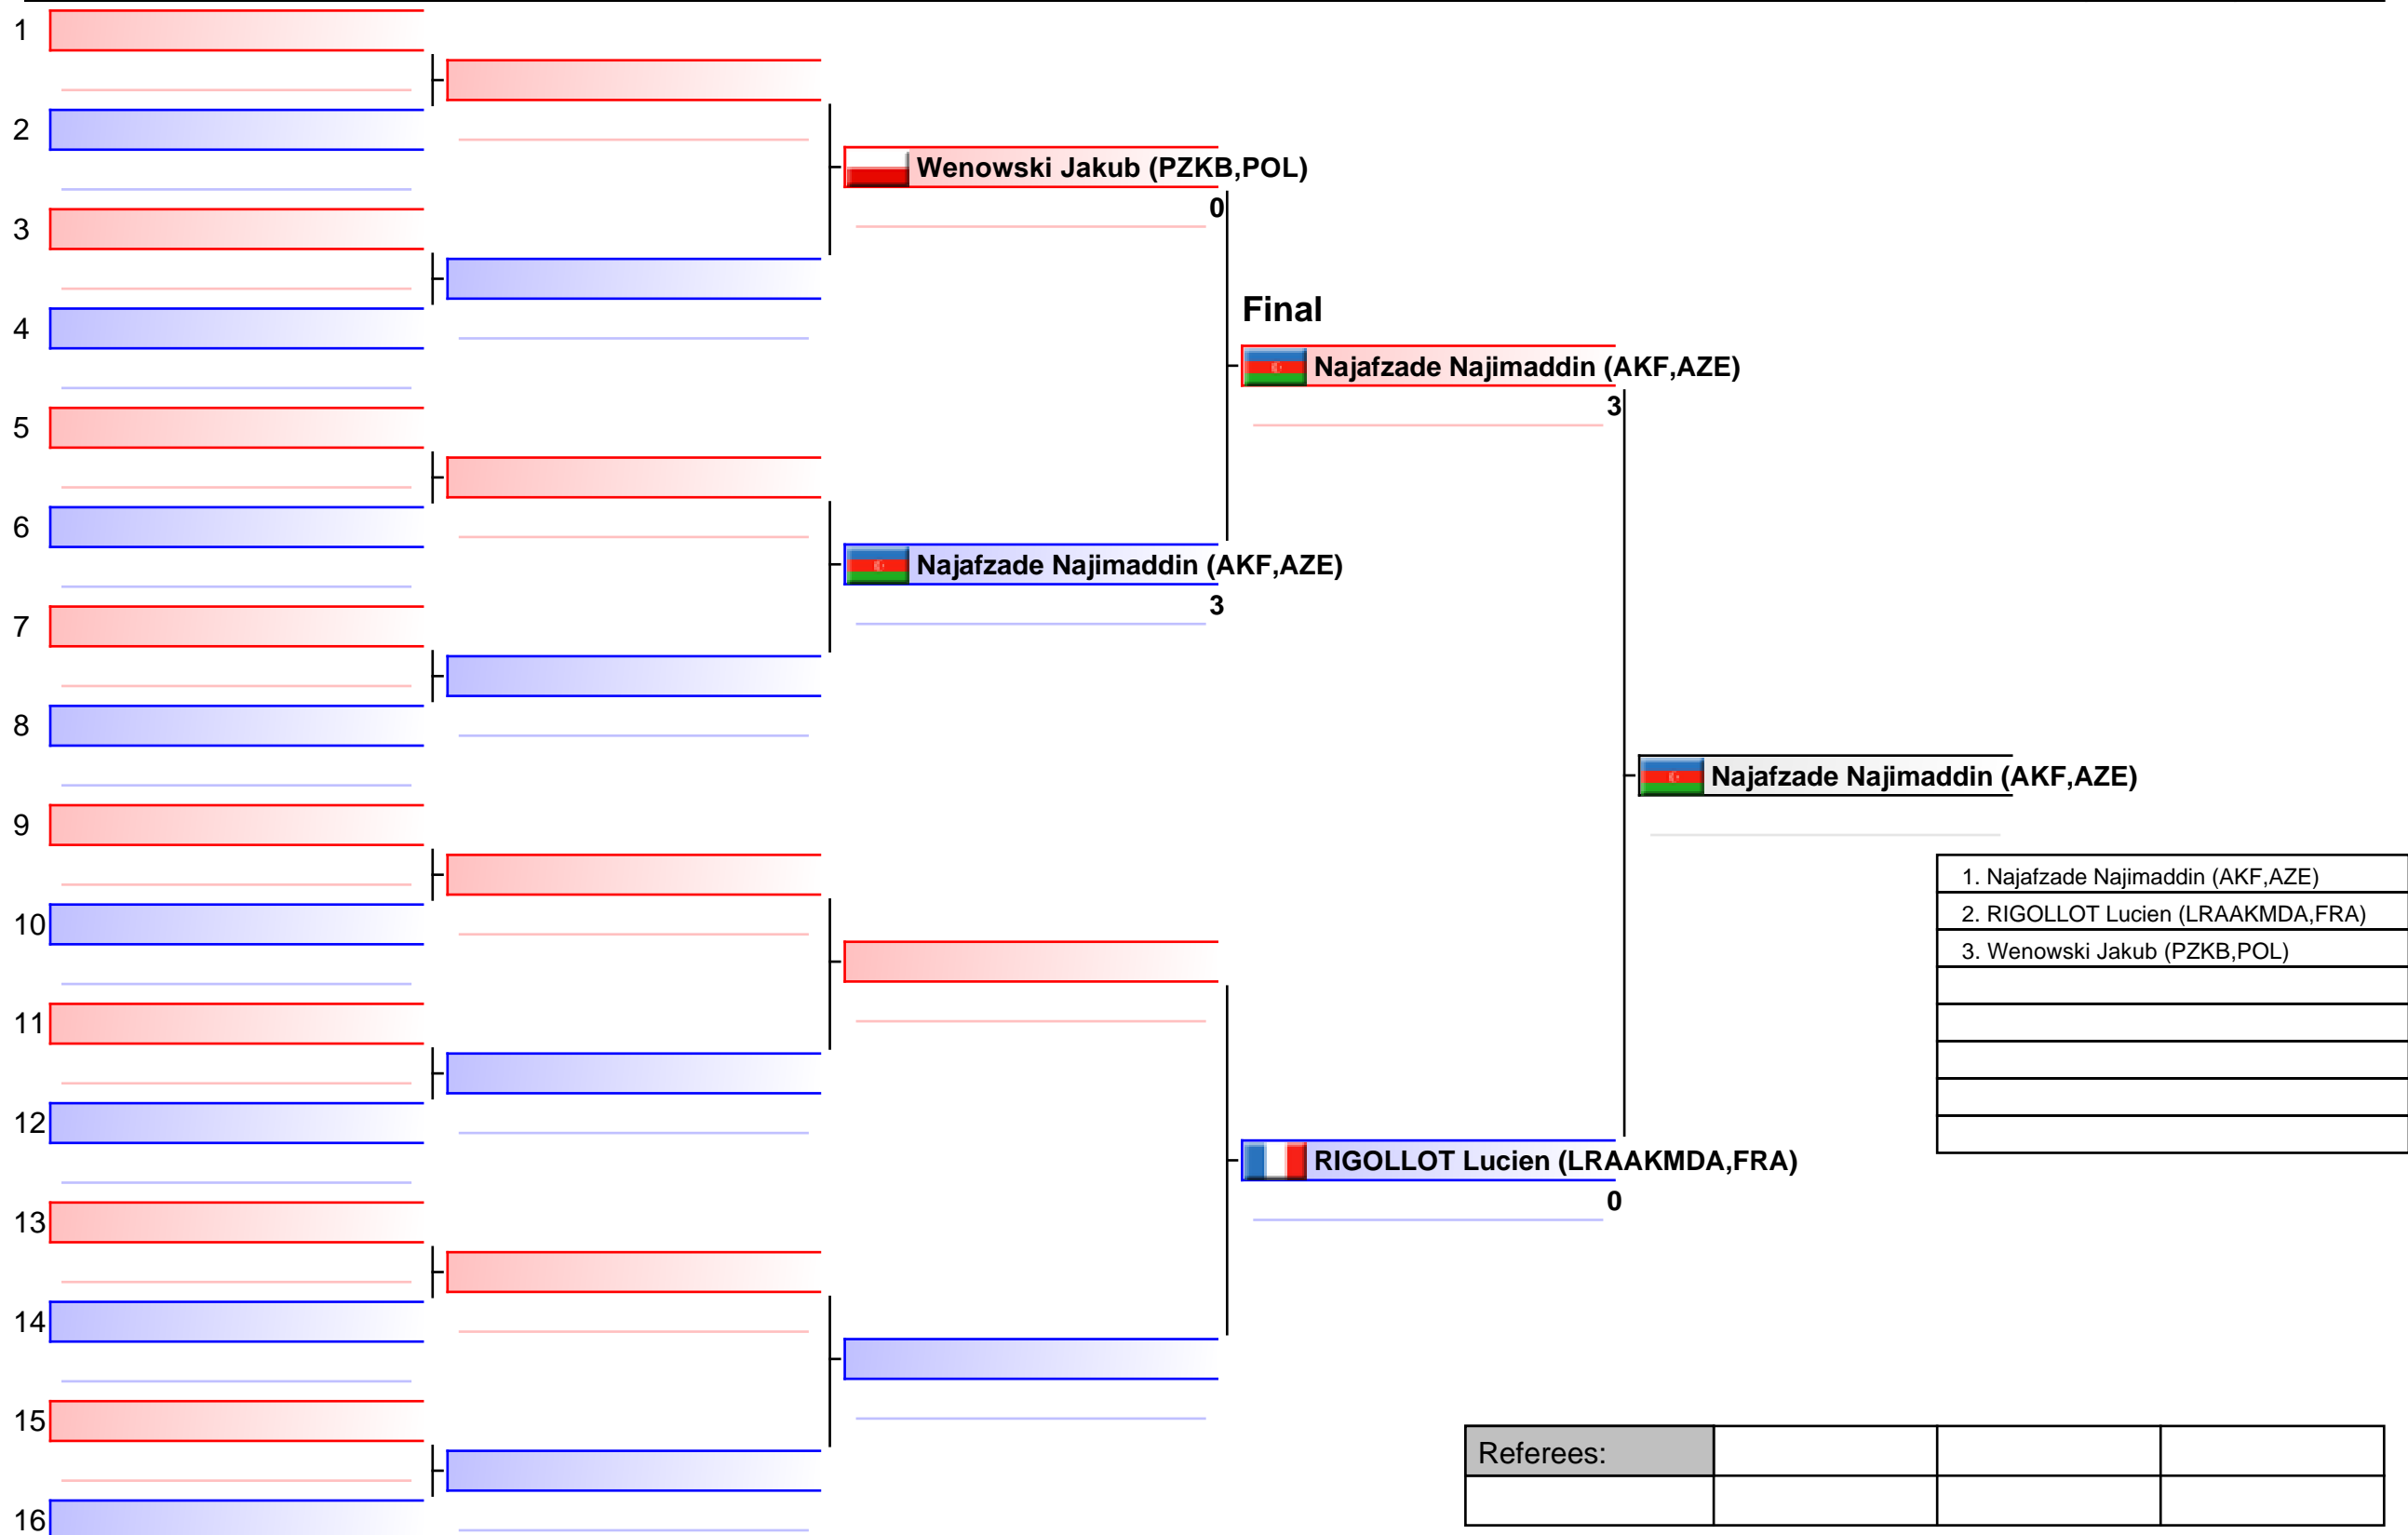 1
2
Wenowski Jakub (PZKB,POL)
0
3
Final
4
Najafzade Najimaddin (AKF,AZE)
3
5
6
Najafzade Najimaddin (AKF,AZE)
3
7
8
Najafzade Najimaddin (AKF,AZE)
9
1. Najafzade Najimaddin (AKF,AZE)
2. RIGOLLOT Lucien (LRAAKMDA,FRA)
3. Wenowski Jakub (PZKB,POL)
10
11
12
RIGOLLOT Lucien (LRAAKMDA,FRA)
0
13
14
15
Referees:
16